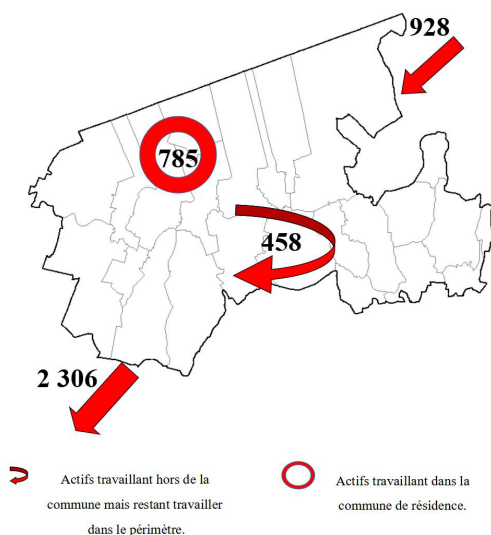 928
785
458
2 306
Actifs travaillant hors de la
commune mais restant travailler
dans le périmètre.
Actifs travaillant dans la
commune de résidence.